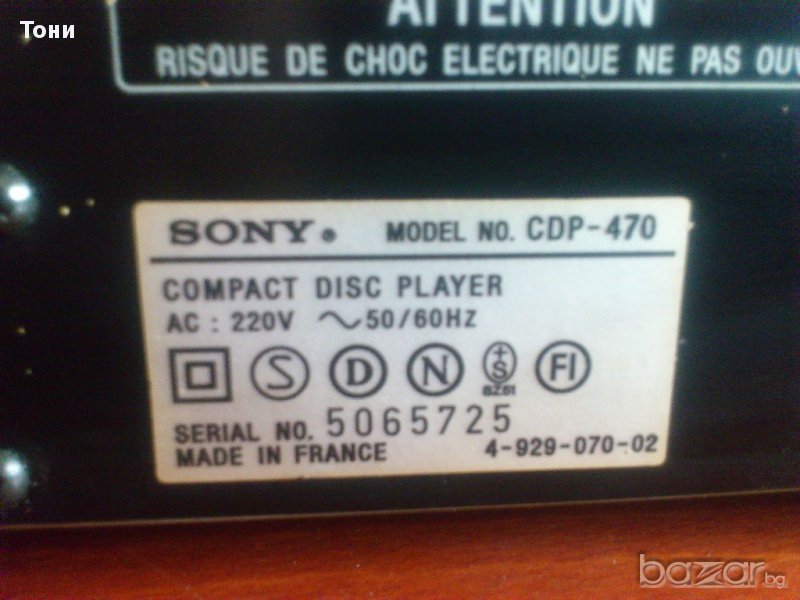 Тони
ATTENTION
RISQUE DE CHOC ELECTRIQUE NE PAS OUV
SONY® MODEL NO. CDP-470
COMPACT DISC PLAYER
AC : 220V ~ 50/60HZ
S D N +S FI
SERIAL NO. 5065725
MADE IN FRANCE 4-929-070-02
bazar.bg